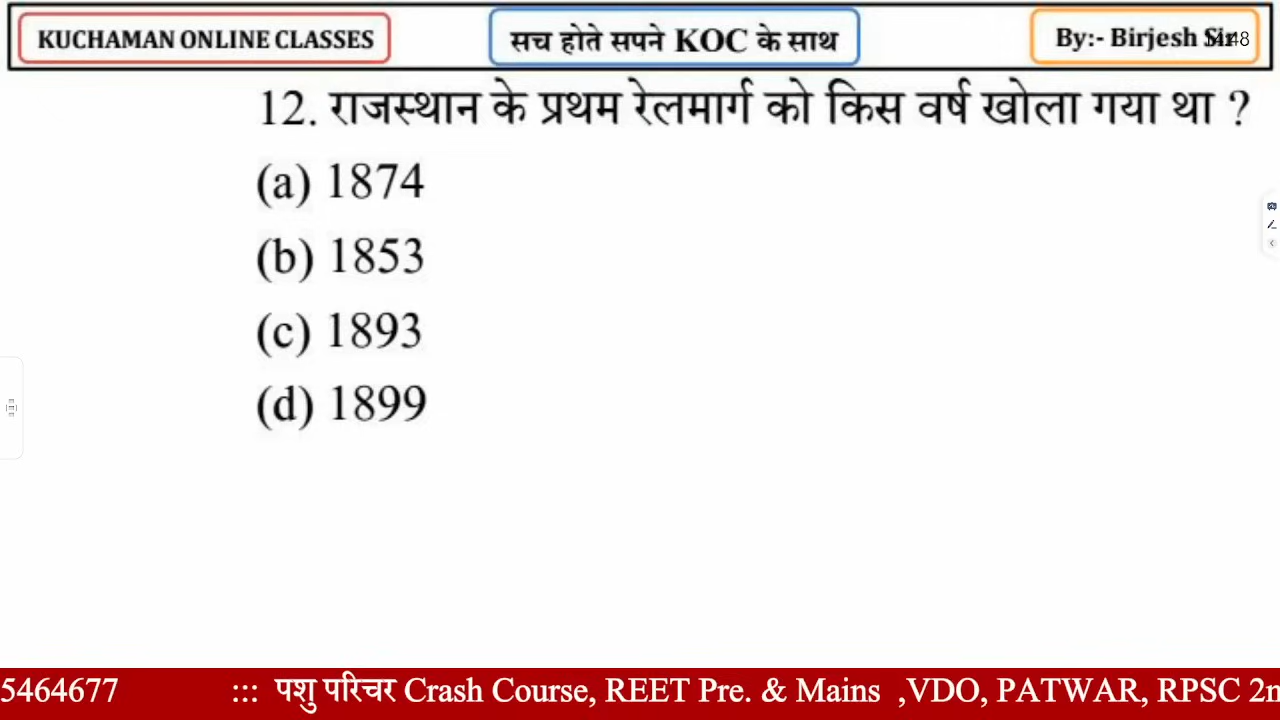 KUCHAMAN ONLINE CLASSES
सच होते सपने KOC के साथ
By:- Birjesh Sir
12. राजस्थान के प्रथम रेलमार्ग को किस वर्ष खोला गया था ?
(a) 1874
(b) 1853
(c) 1893
(d) 1899
5464677 ::: पशु परिचर Crash Course, REET Pre. & Mains ,VDO, PATWAR, RPSC 2n